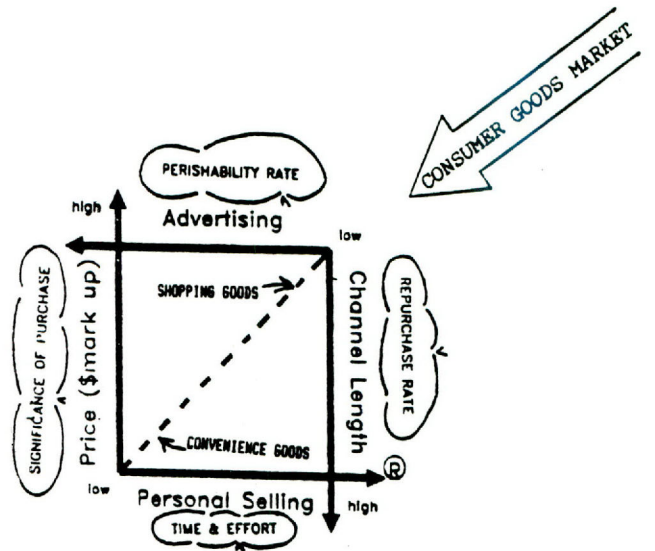 CONSUMER GOODS MARKET
PERISHABILITY RATE
high
Advertising
low
SIGNIFICANCE OF PURCHASE
Price ($mark up)
SHOPPING GOODS
Channel Length
REPURCHASE RATE
CONVENIENCE GOODS
®
low
Personal Selling
high
TIME & EFFORT